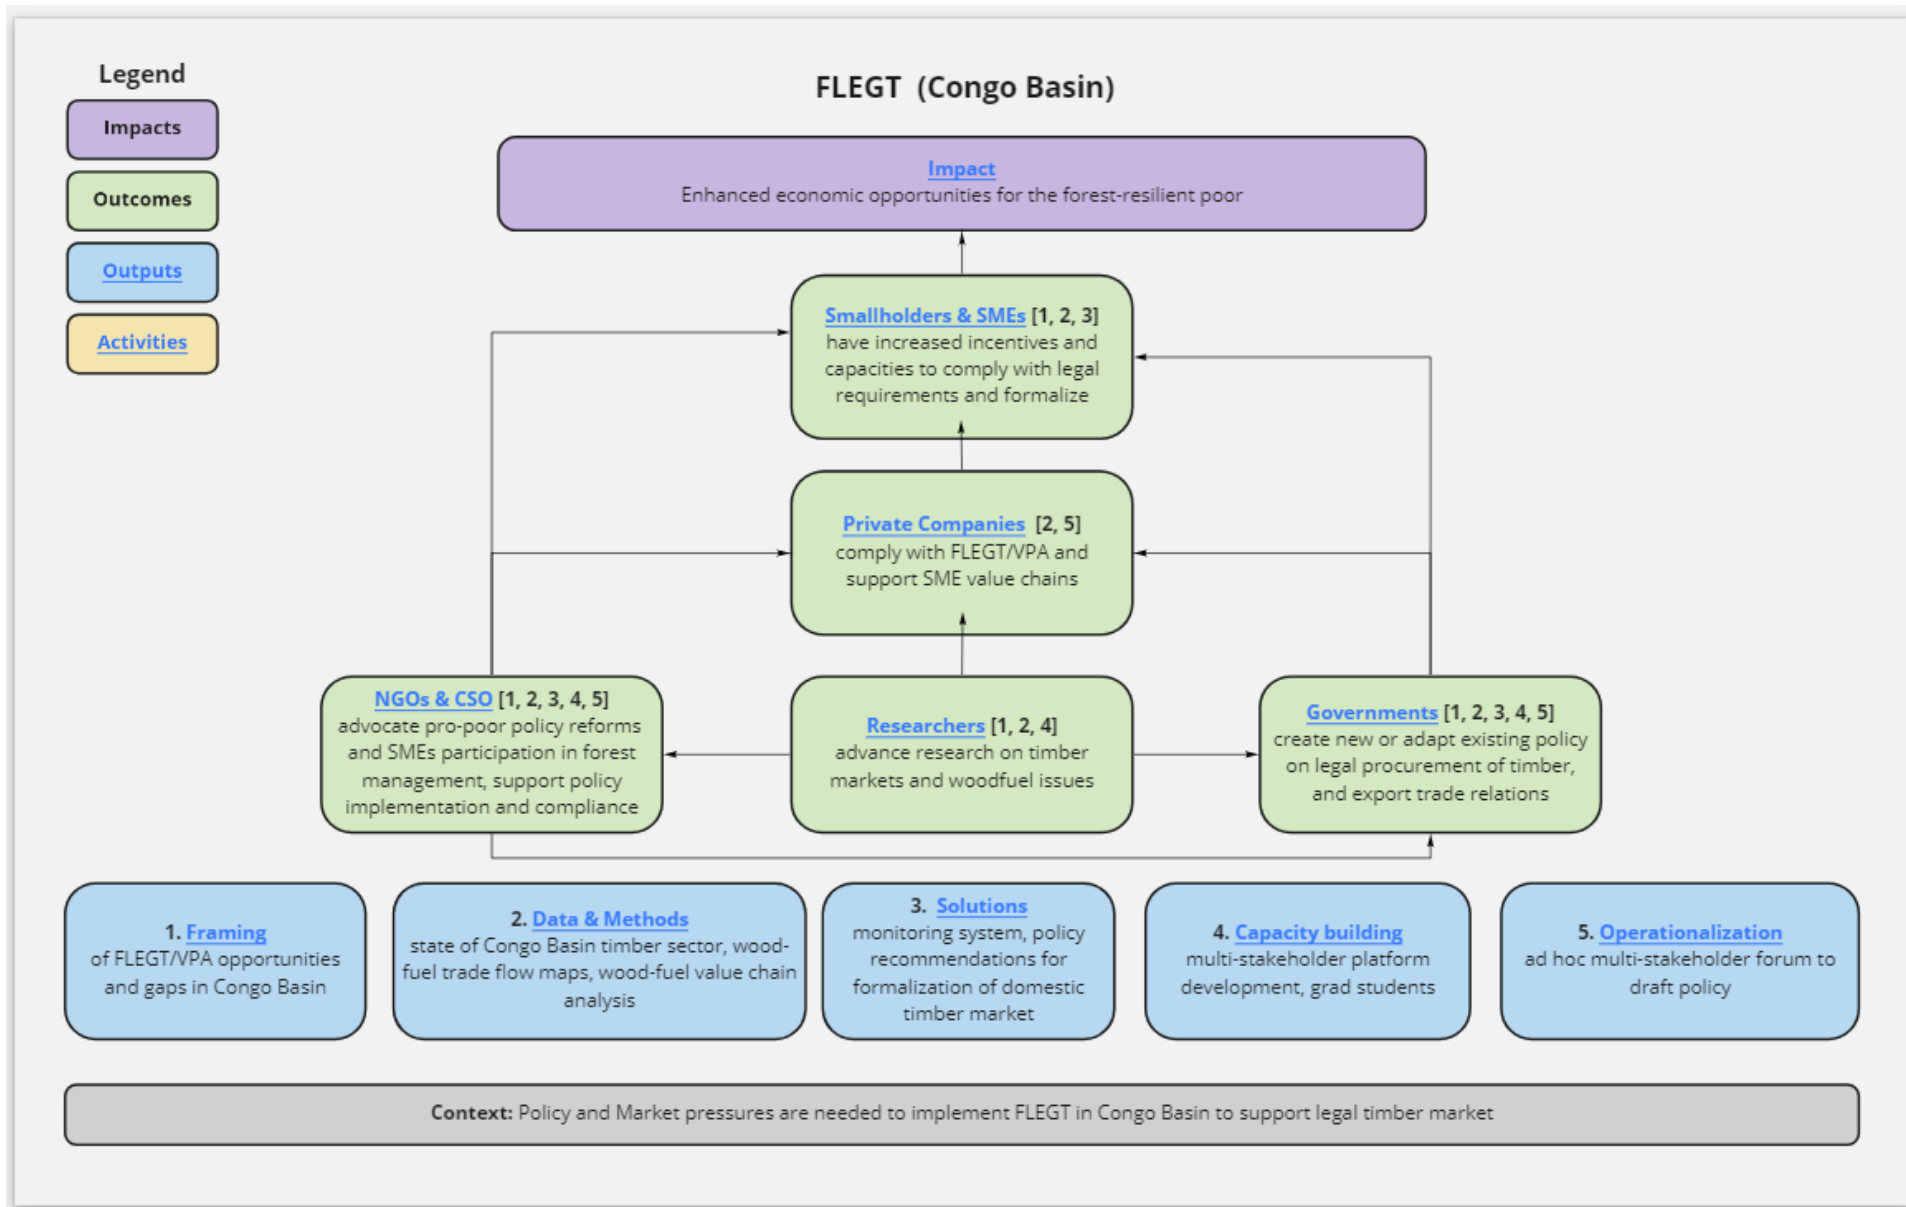 Legend
Impacts
Outcomes
Outputs
Activities
FLEGT (Congo Basin)
Impact
Enhanced economic opportunities for the forest-resilient poor
Smallholders & SMEs [1, 2, 3]
have increased incentives and
capacities to comply with legal
requirements and formalize
Private Companies [2, 5]
comply with FLEGT/VPA and
support SME value chains
NGOs & CSO [1, 2, 3, 4, 5]
advocate pro-poor policy reforms
and SMEs participation in forest
management, support policy
implementation and compliance
Researchers [1, 2, 4]
advance research on timber
markets and woodfuel issues
Governments [1, 2, 3, 4, 5]
create new or adapt existing policy
on legal procurement of timber,
and export trade relations
1. Framing
of FLEGT/VPA opportunities
and gaps in Congo Basin
2. Data & Methods
state of Congo Basin timber sector, wood-
fuel trade flow maps, wood-fuel value chain
analysis
3. Solutions
monitoring system, policy
recommendations for
formalization of domestic
timber market
4. Capacity building
multi-stakeholder platform
development, grad students
5. Operationalization
ad hoc multi-stakeholder forum to
draft policy
Context: Policy and Market pressures are needed to implement FLEGT in Congo Basin to support legal timber market